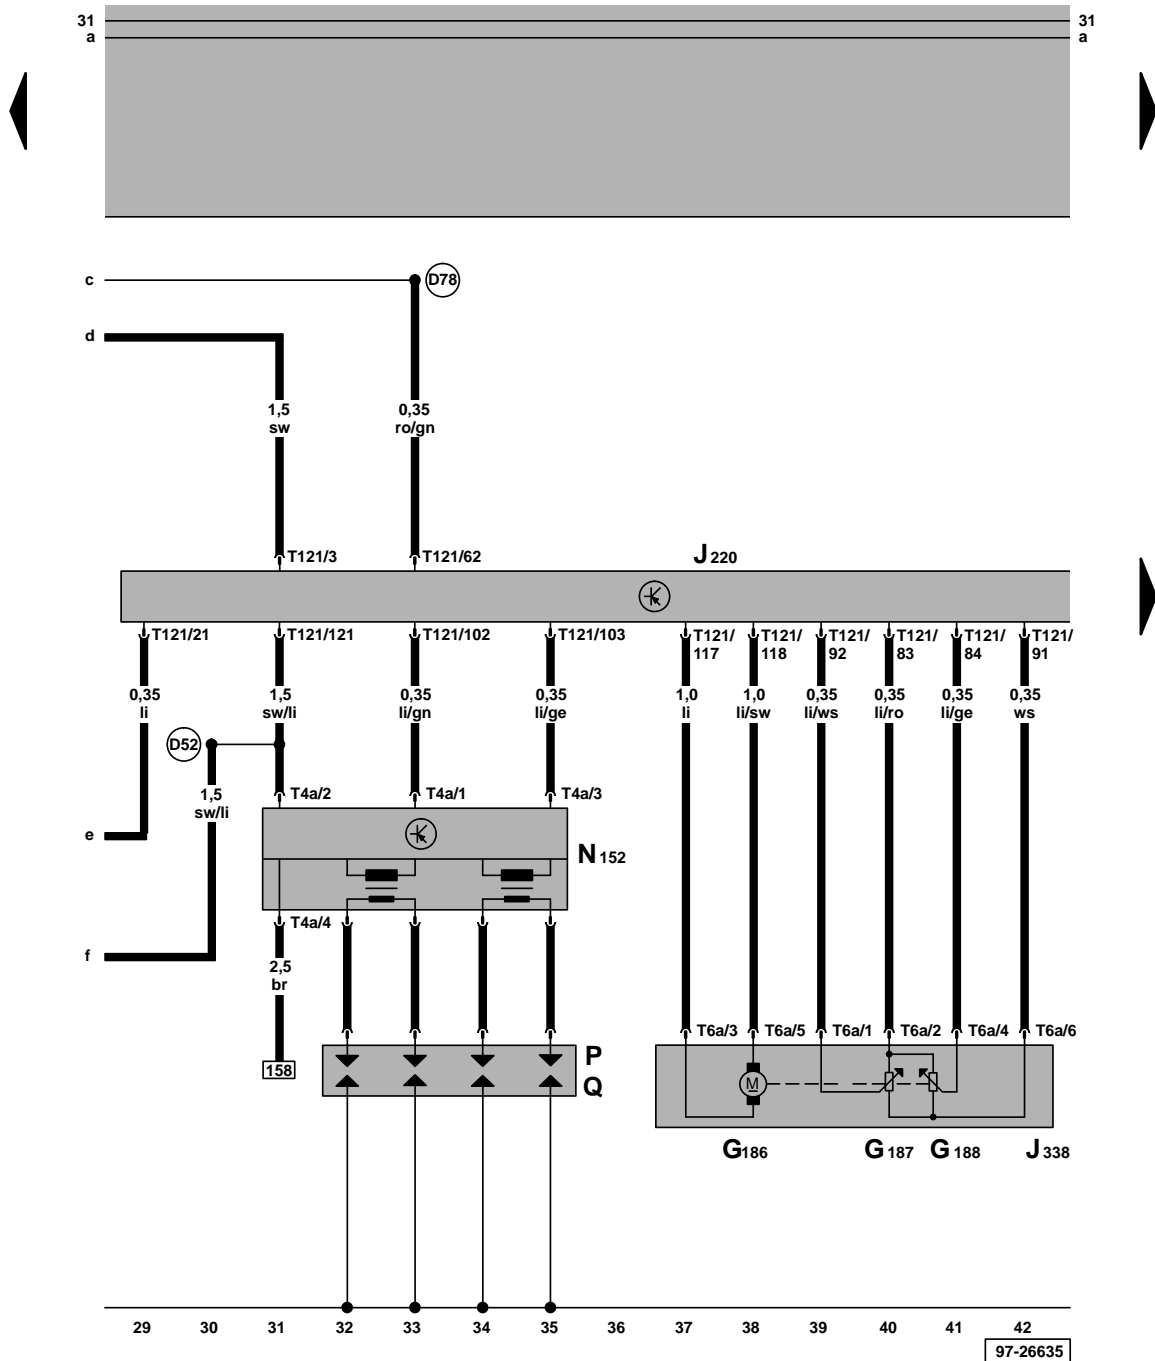 31 31
a a
c D78
d
1,5 0,35
sw ro/gn
T121/3 T121/62 J 220
T121/21 T121/121 T121/102 T121/103 T121/ T121/ T121/ T121/ T121/ T121/
117 118 92 83 84 91
0,35 1,5 0,35 0,35 1,0 1,0 0,35 0,35 0,35 0,35
li sw/li li/gn li/ge li li/sw li/ws li/ro li/ge ws
D52
T4a/2 T4a/1 T4a/3
1,5
sw/li
e
N 152
T4a/4
f
2,5
br
T6a/3 T6a/5 T6a/1 T6a/2 T6a/4 T6a/6
158 P
M
Q
G186 G 187 G 188 J 338
29 30 31 32 33 34 35 36 37 38 39 40 41 42
97-26635